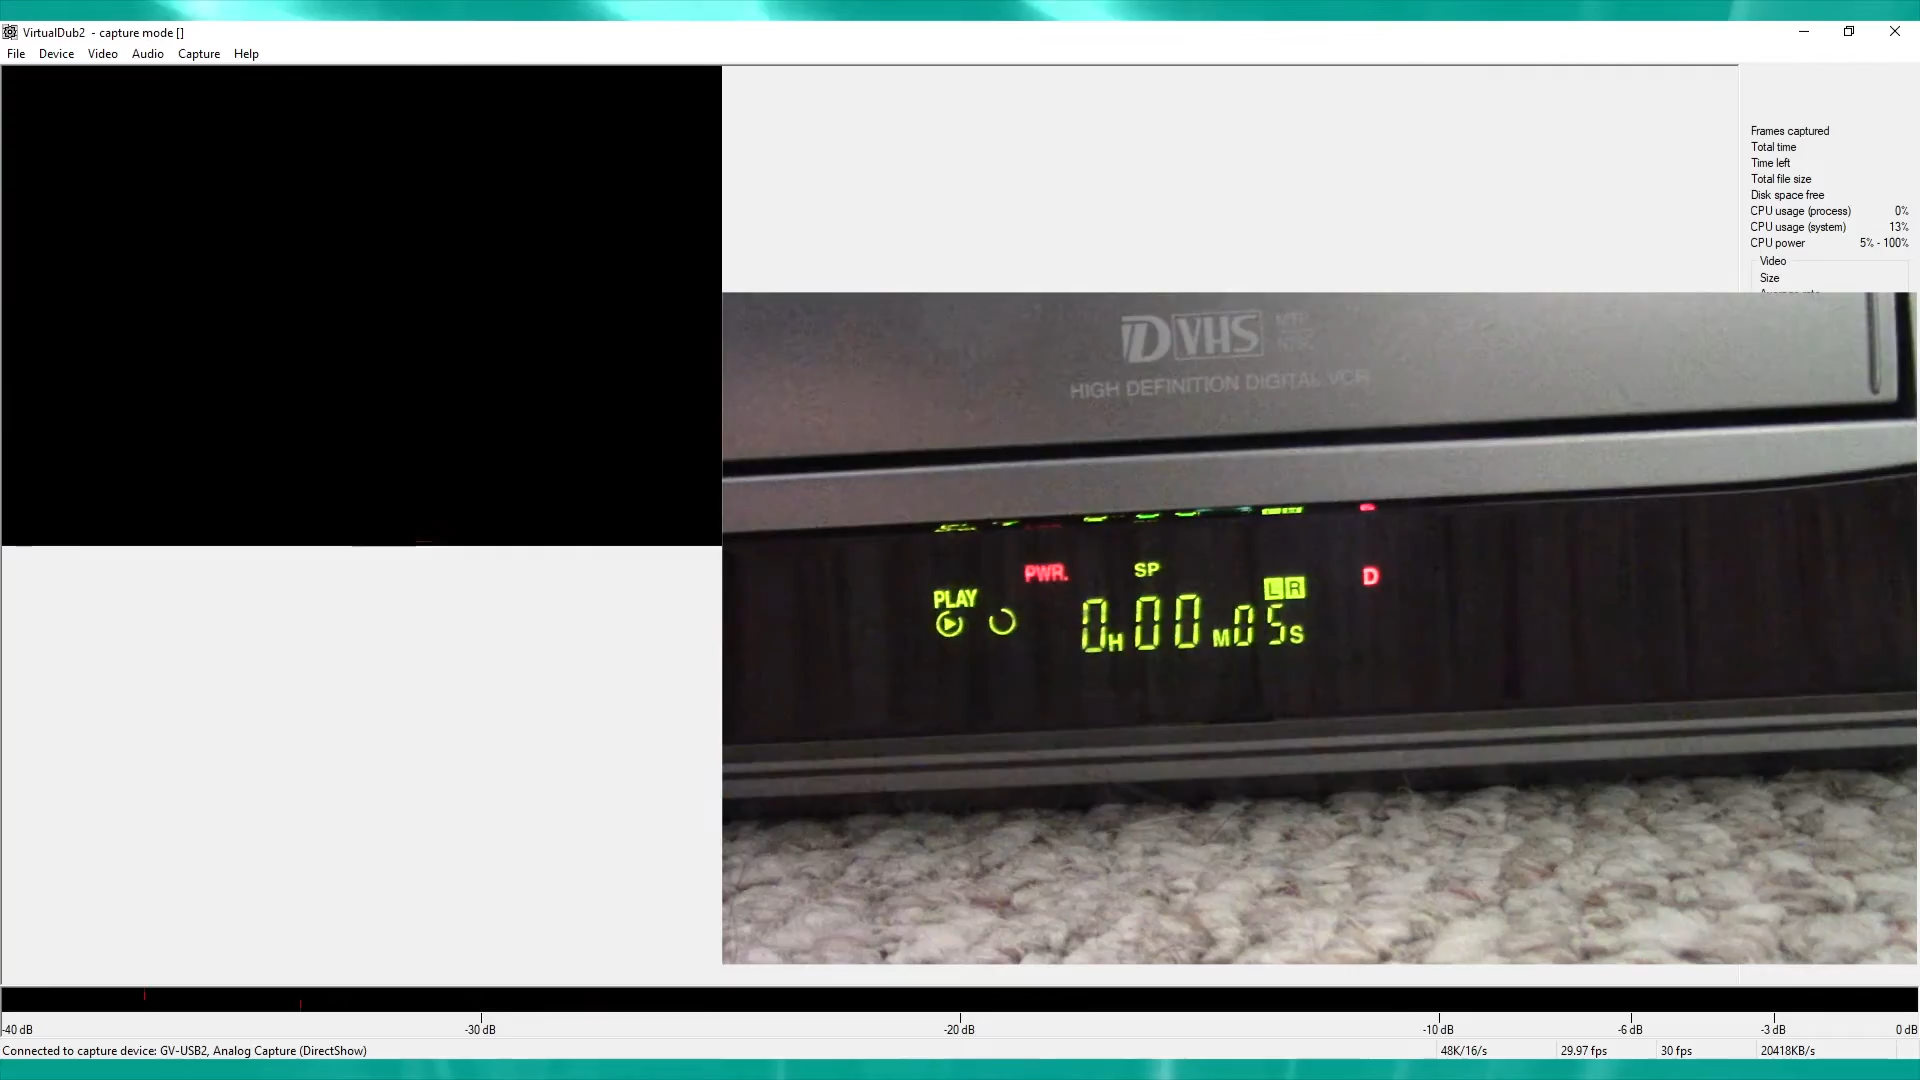 VirtualDub2 - capture mode []
File Device Video Audio Capture Help
Frames captured
Total time
Time left
Total file size
Disk space free
CPU usage (process) 0%
CPU usage (system) 13%
CPU power 5% - 100%
Video
Size
D VHS
HIGH DEFINITION DIGITAL VCR
PWR. SP D
PLAY L R
0H 00M 05S
-40 dB -30 dB -20 dB -10 dB -6 dB -3 dB 0 dB
Connected to capture device: GV-USB2, Analog Capture (DirectShow) 48K/16/s 29.97 fps 30 fps 20418KB/s